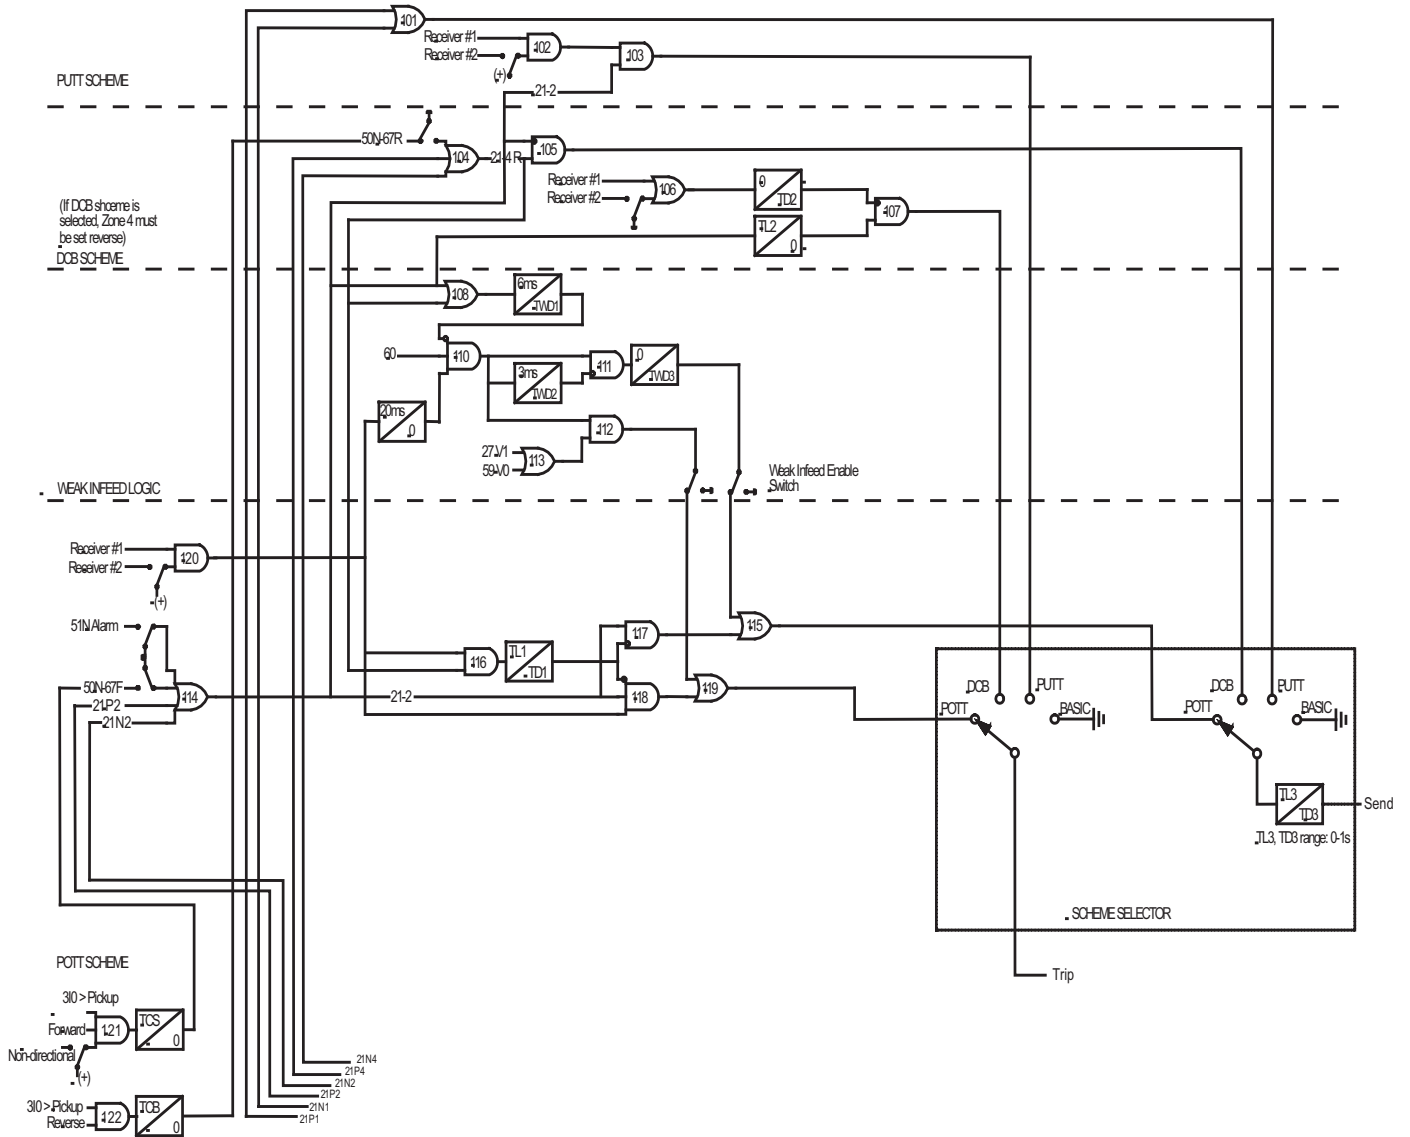 101
Receiver #1
Receiver #2
102
103
(+)
PUTT SCHEME
21-2
50N-67R
104
21-4 R
105
Receiver #1
Receiver #2
106
0
TD2
107
(If DCB shceme is
selected, Zone 4 must
be set reverse)
TL2
0
DCB SCHEME
108
6ms
TWD1
60
110
111
0
TWD3
3ms
TWD2
20ms
0
112
27-V1
59-V0
113
Weak Infeed Enable
Switch
WEAK INFEED LOGIC
Receiver #1
Receiver #2
120
(+)
51N Alarm
50N-67F
21P2
21N2
114
21-2
116
TL1
TD1
117
118
115
119
DCB
PUTT
POTT
BASIC
DCB
PUTT
POTT
BASIC
TL3
TD3
Send
TL3, TD3 range: 0-1s
SCHEME SELECTOR
Trip
POTT SCHEME
3I0 > Pickup
Forward
Non-directional
(+)
121
TCS
0
3I0 > Pickup
Reverse
122
TCB
0
21N4
21P4
21N2
21P2
21N1
21P1